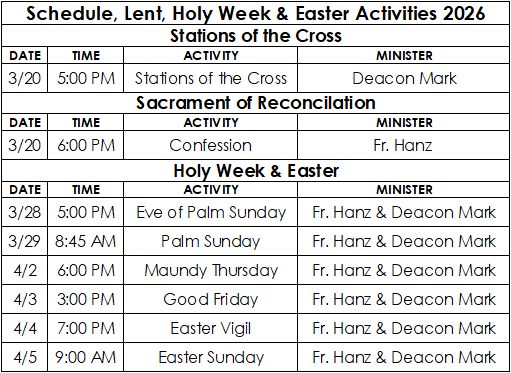 Schedule, Lent, Holy Week & Easter Activities 2026
Stations of the Cross
DATE TIME ACTIVITY MINISTER
3/20 5:00 PM Stations of the Cross Deacon Mark
Sacrament of Reconcilation
DATE TIME ACTIVITY MINISTER
3/20 6:00 PM Confession Fr. Hanz
Holy Week & Easter
DATE TIME ACTIVITY MINISTER
3/28 5:00 PM Eve of Palm Sunday Fr. Hanz & Deacon Mark
3/29 8:45 AM Palm Sunday Fr. Hanz & Deacon Mark
4/2 6:00 PM Maundy Thursday Fr. Hanz & Deacon Mark
4/3 3:00 PM Good Friday Fr. Hanz & Deacon Mark
4/4 7:00 PM Easter Vigil Fr. Hanz & Deacon Mark
4/5 9:00 AM Easter Sunday Fr. Hanz & Deacon Mark